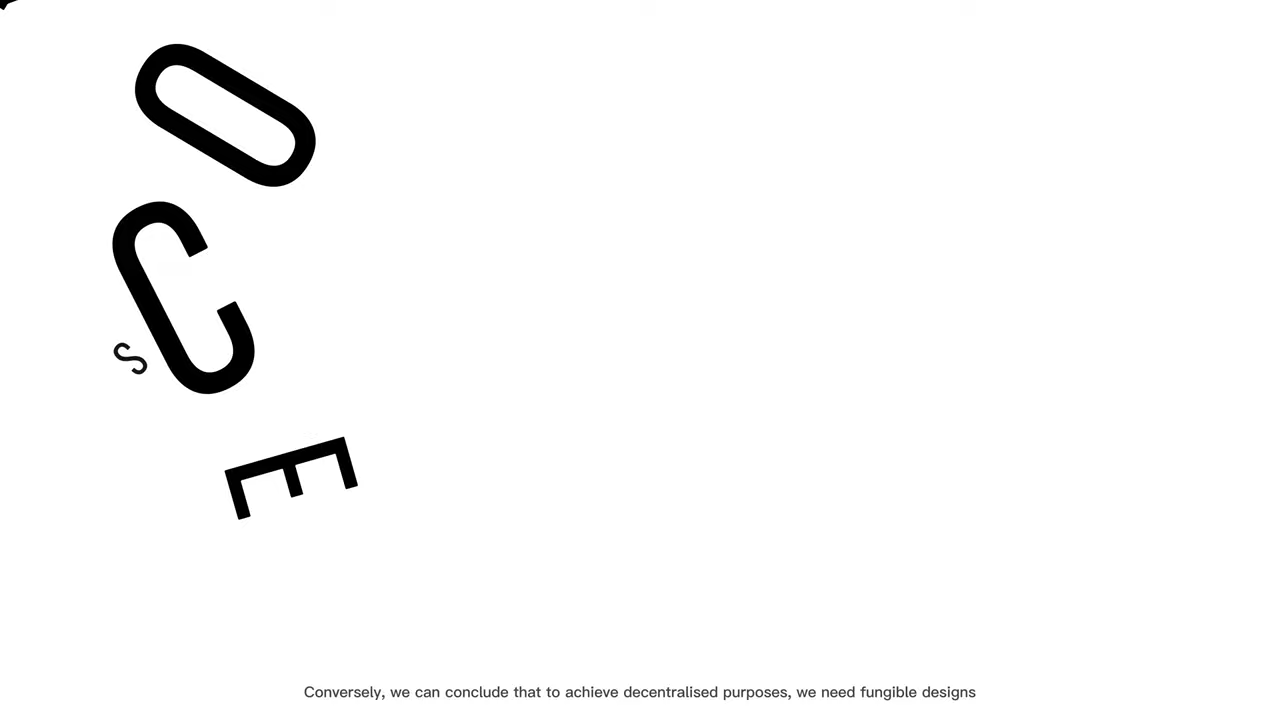 O
C
S
E
Conversely, we can conclude that to achieve decentralised purposes, we need fungible designs